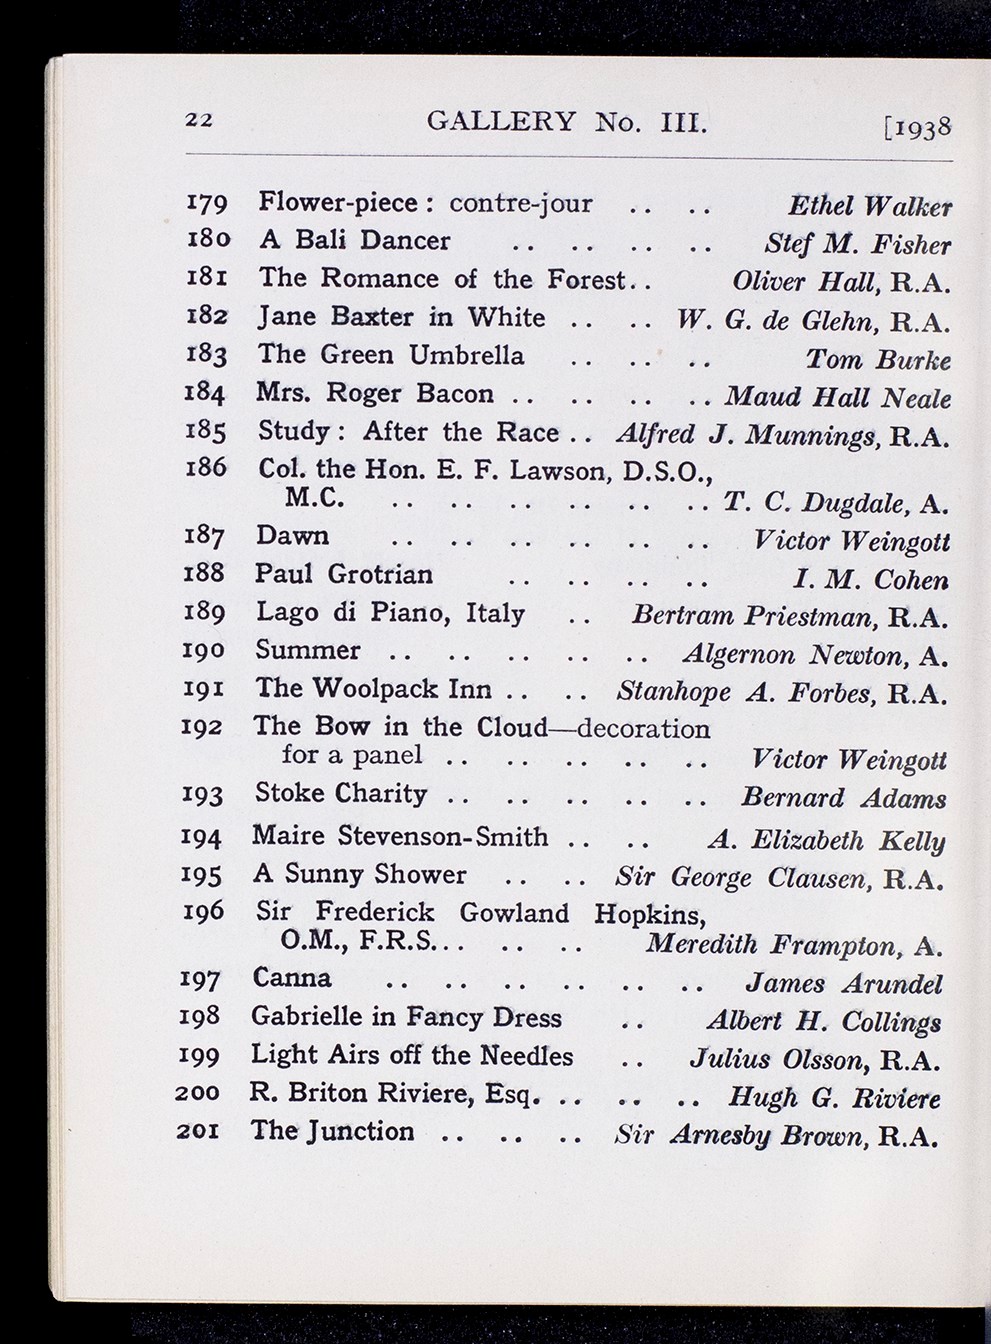 22 GALLERY No. III. [1938
179 Flower-piece : contre-jour .. .. Ethel Walker
180 A Bali Dancer .. .. .. .. Stef M. Fisher
181 The Romance of the Forest.. Oliver Hall, R.A.
182 Jane Baxter in White .. .. W. G. de Glehn, R.A.
183 The Green Umbrella .. .. .. Tom Burke
184 Mrs. Roger Bacon .. .. .. .. Maud Hall Neale
185 Study : After the Race .. Alfred J. Munnings, R.A.
186 Col. the Hon. E. F. Lawson, D.S.O.,
M.C. .. .. .. .. .. .. T. C. Dugdale, A.
187 Dawn .. .. .. .. .. .. Victor Weingott
188 Paul Grotrian .. .. .. .. I. M. Cohen
189 Lago di Piano, Italy .. Bertram Priestman, R.A.
190 Summer .. .. .. .. .. Algernon Newton, A.
191 The Woolpack Inn .. .. Stanhope A. Forbes, R.A.
192 The Bow in the Cloud—decoration
for a panel .. .. .. .. .. Victor Weingott
193 Stoke Charity .. .. .. .. .. Bernard Adams
194 Maire Stevenson-Smith .. .. A. Elizabeth Kelly
195 A Sunny Shower .. .. Sir George Clausen, R.A.
196 Sir Frederick Gowland Hopkins,
O.M., F.R.S... .. .. Meredith Frampton, A.
197 Canna .. .. .. .. .. .. James Arundel
198 Gabrielle in Fancy Dress .. Albert H. Collings
199 Light Airs off the Needles .. Julius Olsson, R.A.
200 R. Briton Riviere, Esq. .. .. .. Hugh G. Riviere
201 The Junction .. .. .. Sir Arnesby Brown, R.A.